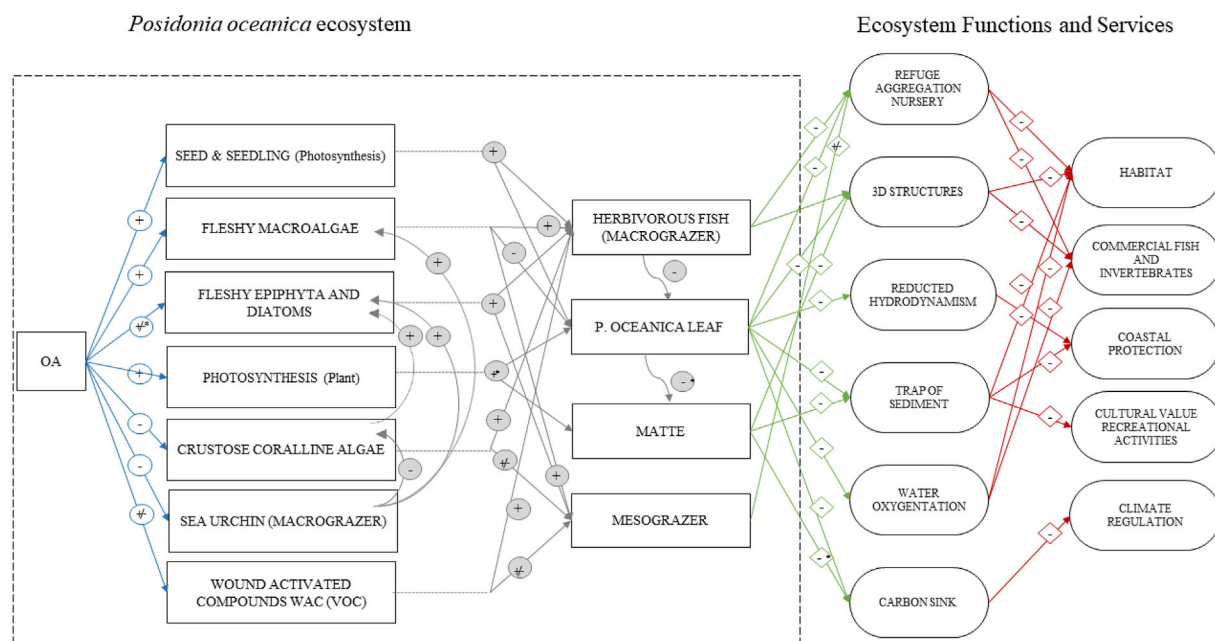 Posidonia oceanica ecosystem
Ecosystem Functions and Services
OA
SEED & SEEDLING (Photosynthesis)
FLESHY MACROALGAE
FLESHY EPIPHYTA AND
DIATOMS
PHOTOSYNTHESIS (Plant)
CRUSTOSE CORALLINE ALGAE
SEA URCHIN (MACROGRAZER)
WOUND ACTIVATED
COMPOUNDS WAC (VOC)
+
+
+/-*
+
-
-
+/-
+
+
-
+
+
+
+
-
+
+/-
+
+
+/-
HERBIVOROUS FISH
(MACROGRAZER)
-
P. OCEANICA LEAF
-*
MATTE
MESOGRAZER
-
+/-
-
-
-
-
-
-
-
-
-*
REFUGE
AGGREGATION
NURSERY
3D STRUCTURES
REDUCTED
HYDRODYNAMISM
TRAP OF
SEDIMENT
WATER
OXYGENTATION
CARBON SINK
-
-
-
-
-
-
-
-
-
-
-
HABITAT
COMMERCIAL FISH
AND
INVERTEBRATES
COASTAL
PROTECTION
CULTURAL VALUE
RECREATIONAL
ACTIVITIES
CLIMATE
REGULATION